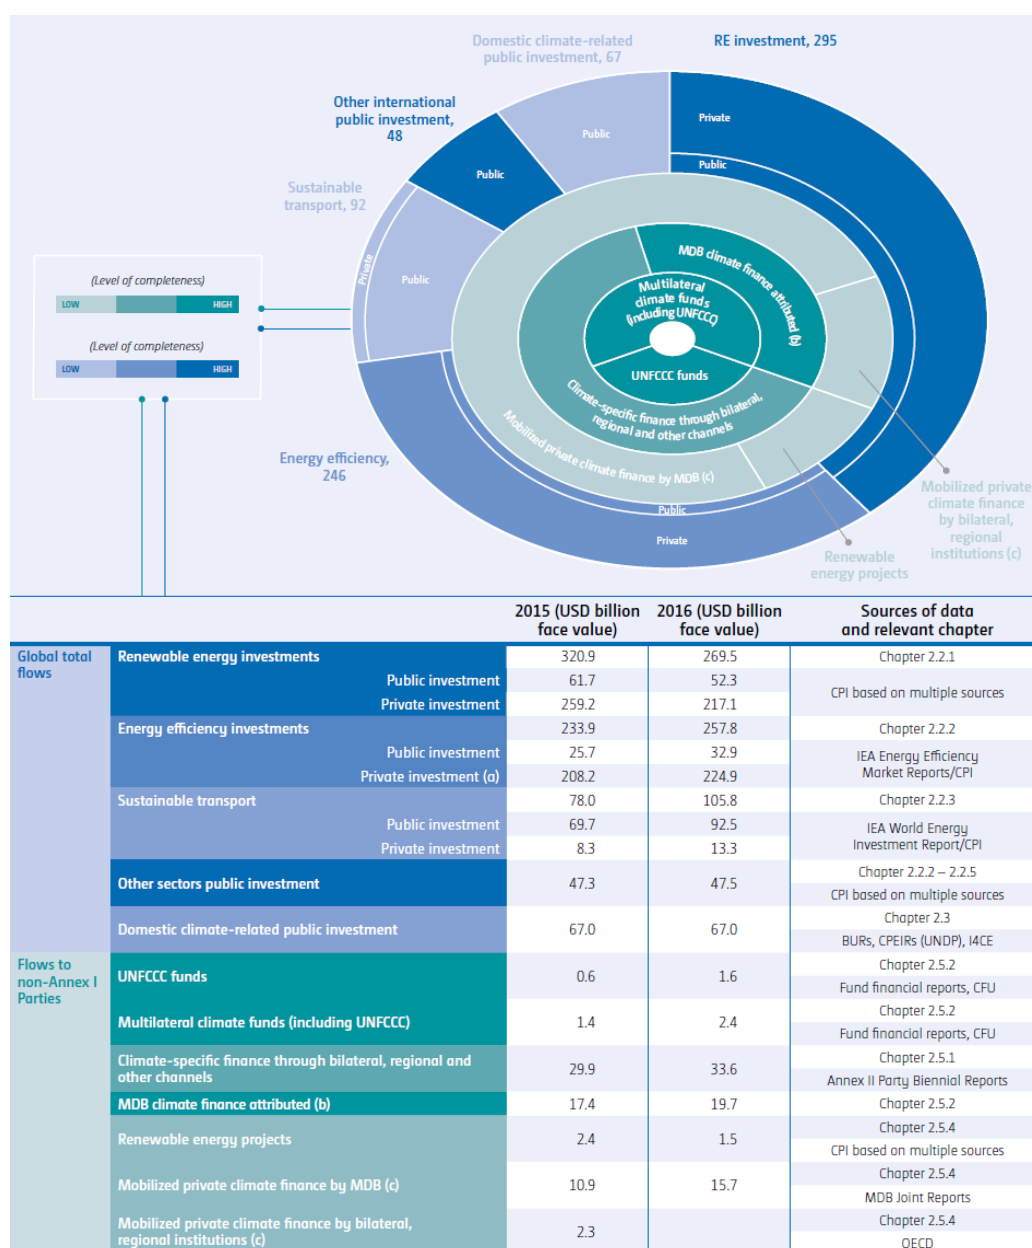 Domestic climate-related
public investment, 67
RE investment, 295
Other international
public investment,
48
Sustainable
transport, 92
Energy efficiency,
246
Private
Public
Public
Public
Private
Public
Public
Private
MDB climate finance attributed (b)
Multilateral
climate funds
(including UNFCCC)
UNFCCC funds
Climate-specific finance through bilateral,
regional and other channels
Mobilized private climate finance by MDB (c)
Mobilized private
climate finance
by bilateral,
regional
institutions (c)
Renewable
energy projects
(Level of completeness)
LOW HIGH
(Level of completeness)
LOW HIGH
2015 (USD billion
face value)
2016 (USD billion
face value)
Sources of data
and relevant chapter
Global total
flows
Renewable energy investments 320.9 269.5 Chapter 2.2.1
Public investment 61.7 52.3
CPI based on multiple sources
Private investment 259.2 217.1
Energy efficiency investments 233.9 257.8 Chapter 2.2.2
Public investment 25.7 32.9
IEA Energy Efficiency
Market Reports/CPI
Private investment (a) 208.2 224.9
Sustainable transport 78.0 105.8 Chapter 2.2.3
Public investment 69.7 92.5
IEA World Energy
Investment Report/CPI
Private investment 8.3 13.3
Other sectors public investment 47.3 47.5 Chapter 2.2.2 – 2.2.5
CPI based on multiple sources
Domestic climate-related public investment 67.0 67.0 Chapter 2.3
BURs, CPEIRs (UNDP), I4CE
Flows to
non-Annex I
Parties
UNFCCC funds 0.6 1.6 Chapter 2.5.2
Fund financial reports, CFU
Multilateral climate funds (including UNFCCC) 1.4 2.4 Chapter 2.5.2
Fund financial reports, CFU
Climate-specific finance through bilateral, regional and
other channels 29.9 33.6 Chapter 2.5.1
Annex II Party Biennial Reports
MDB climate finance attributed (b) 17.4 19.7 Chapter 2.5.2
Renewable energy projects 2.4 1.5 Chapter 2.5.4
CPI based on multiple sources
Mobilized private climate finance by MDB (c) 10.9 15.7 Chapter 2.5.4
MDB Joint Reports
Mobilized private climate finance by bilateral,
regional institutions (c) 2.3 Chapter 2.5.4
OECD